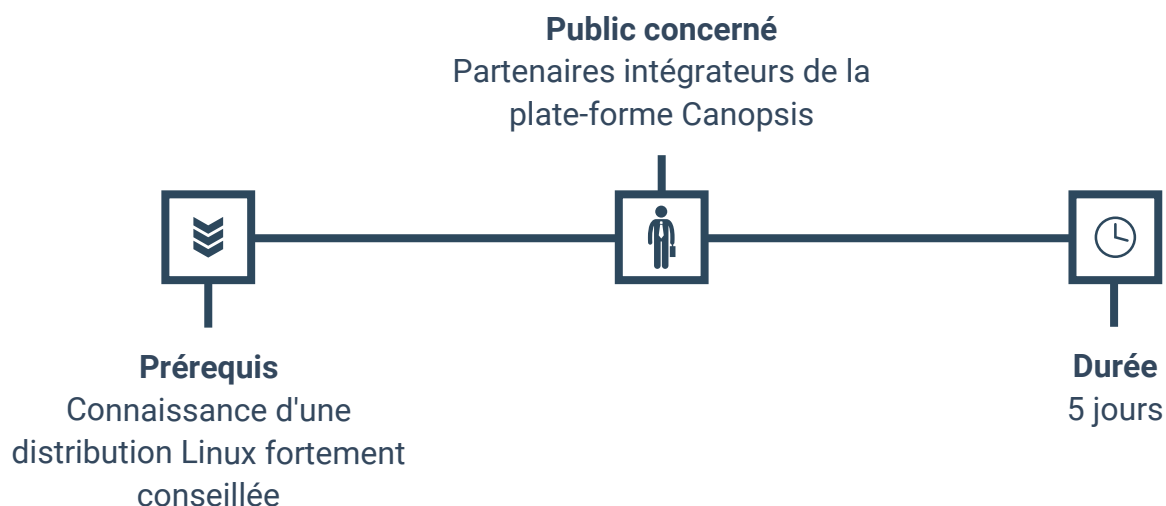 Public concerné
Partenaires intégrateurs de la
plate-forme Canopsis
Prérequis
Connaissance d'une
distribution Linux fortement
conseillée
Durée
5 jours